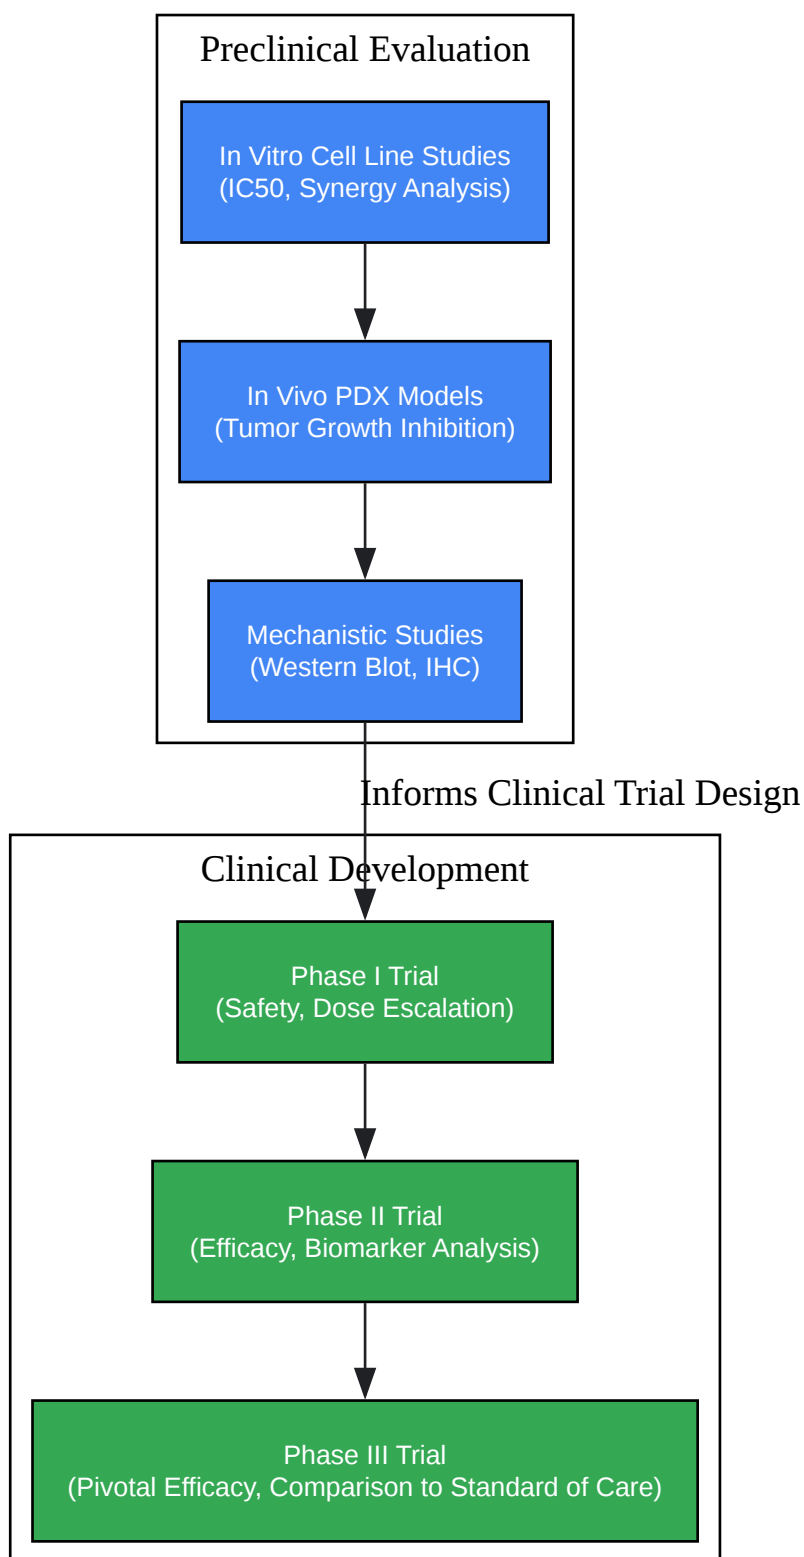 Preclinical Evaluation
In Vitro Cell Line Studies
(IC50, Synergy Analysis)
In Vivo PDX Models
(Tumor Growth Inhibition)
Mechanistic Studies
(Western Blot, IHC)
Informs Clinical Trial Design
Clinical Development
Phase I Trial
(Safety, Dose Escalation)
Phase II Trial
(Efficacy, Biomarker Analysis)
Phase III Trial
(Pivotal Efficacy, Comparison to Standard of Care)